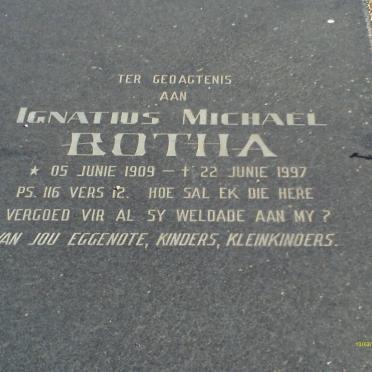 TER GEDAGTENIS
AAN
IGNATIUS MICHAEL
BOTHA
★ 05 JUNIE 1909 – ✝ 22 JUNIE 1997
PS. 116 VERS 12. HOE SAL EK DIE HERE
VERGOED VIR AL SY WELDADE AAN MY?
VAN JOU EGGENOTE, KINDERS, KLEINKINDERS.